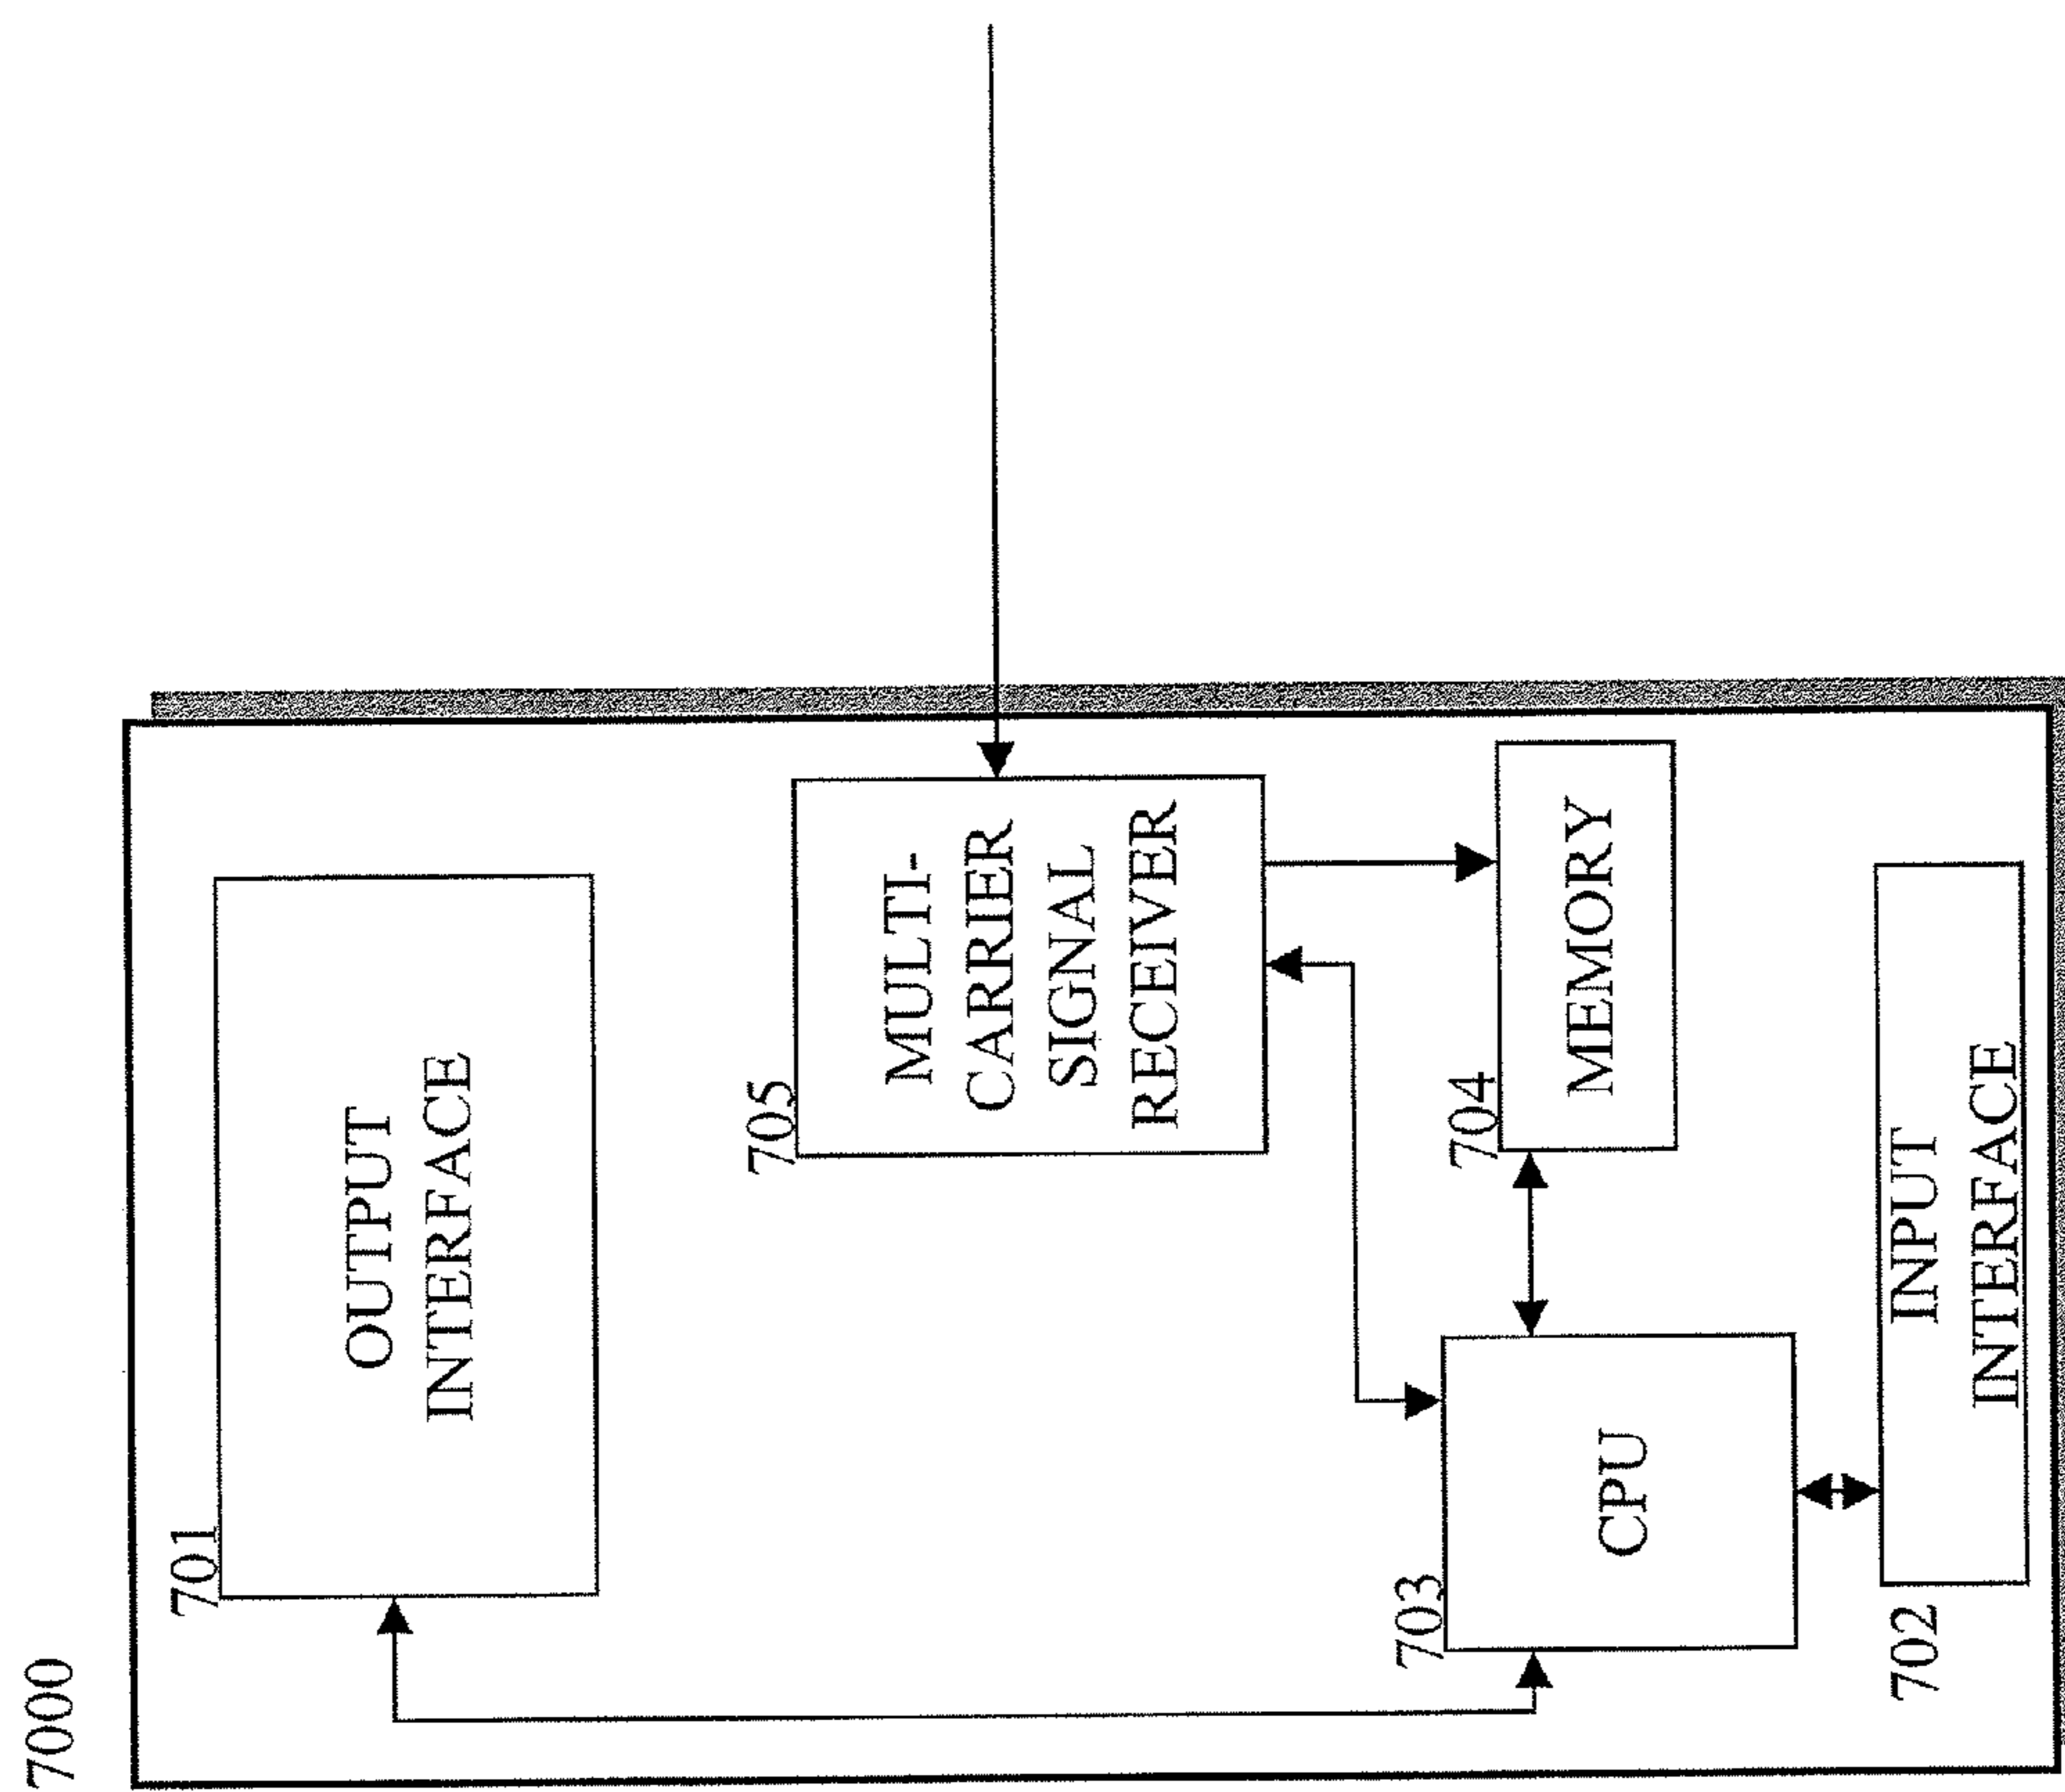 7000
701
OUTPUT
INTERFACE
705
MULTI-
CARRIER
SIGNAL
RECEIVER
703
CPU
704
MEMORY
702
INPUT
INTERFACE